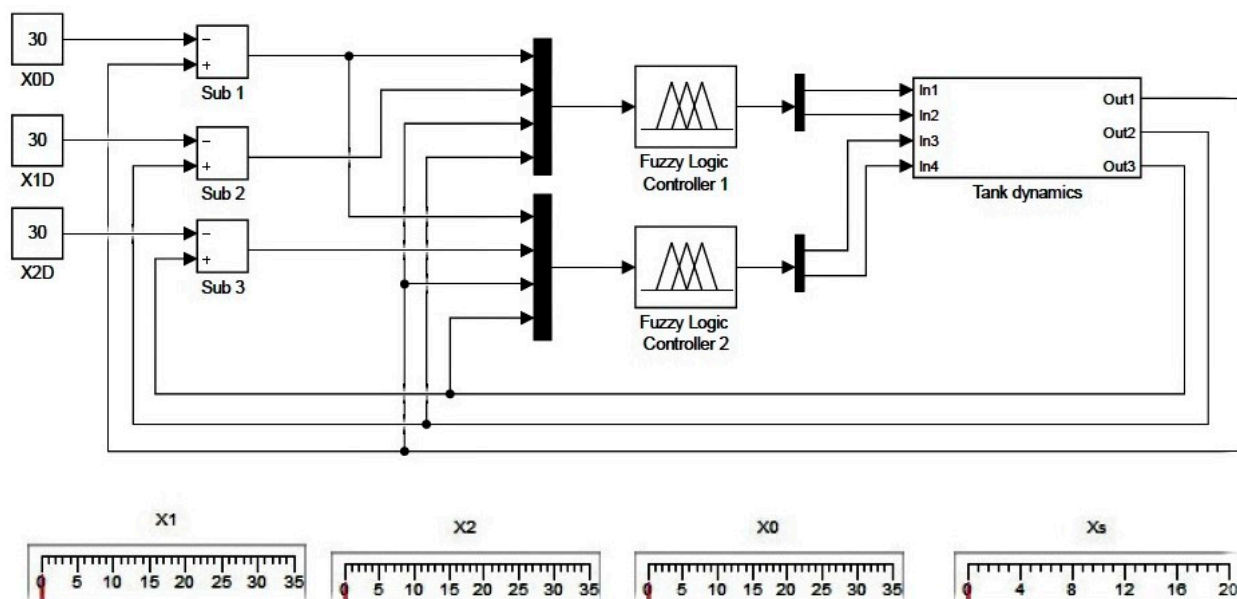 30
X0D
−
+
Sub 1
30
X1D
−
+
Sub 2
30
X2D
−
+
Sub 3
Fuzzy Logic
Controller 1
Fuzzy Logic
Controller 2
In1
In2
In3
In4
Out1
Out2
Out3
Tank dynamics
X1
0 5 10 15 20 25 30 35
X2
0 5 10 15 20 25 30 35
X0
0 5 10 15 20 25 30 35
Xs
0 4 8 12 16 20